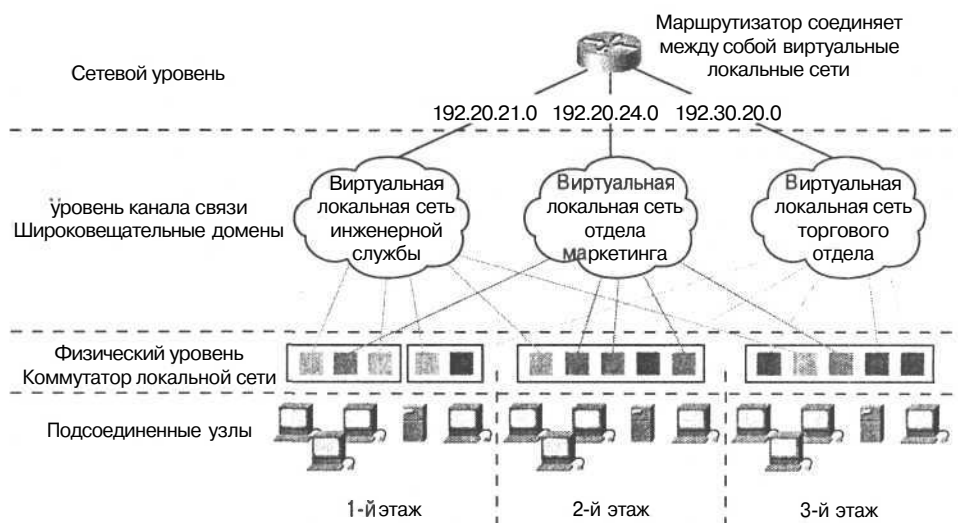 Маршрутизатор соединяет
между собой виртуальные
локальные сети
Сетевой уровень
192.20.21.0 192.20.24.0 192.30.20.0
Виртуальная
локальная сеть
инженерной
службы
Виртуальная
локальная сеть
отдела
маркетинга
Виртуальная
локальная сеть
торгового
отдела
уровень канала связи
Широковещательные домены
Физический уровень
Коммутатор локальной сети
Подсоединенные узлы
1-й этаж
2-й этаж
3-й этаж